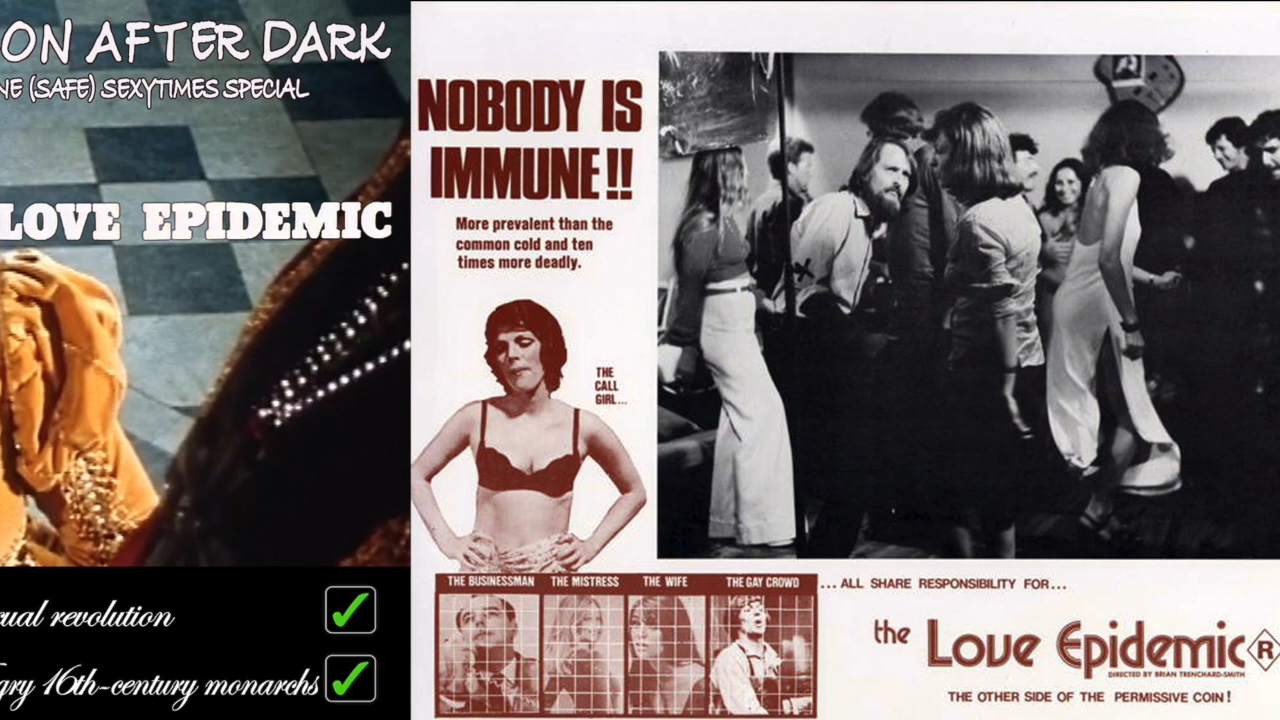 ON AFTER DARK
NE (SAFE) SEXYTIMES SPECIAL
LOVE EPIDEMIC
revolution
16th-century monarchs
NOBODY IS
IMMUNE!!
More prevalent than the
common cold and ten
times more deadly.
THE
CALL
GIRL...
THE BUSINESSMAN THE MISTRESS THE WIFE THE GAY CROWD
...ALL SHARE RESPONSIBILITY FOR...
the Love Epidemic R
DIRECTED BY BRIAN TRENCHARD-SMITH
THE OTHER SIDE OF THE PERMISSIVE COIN!